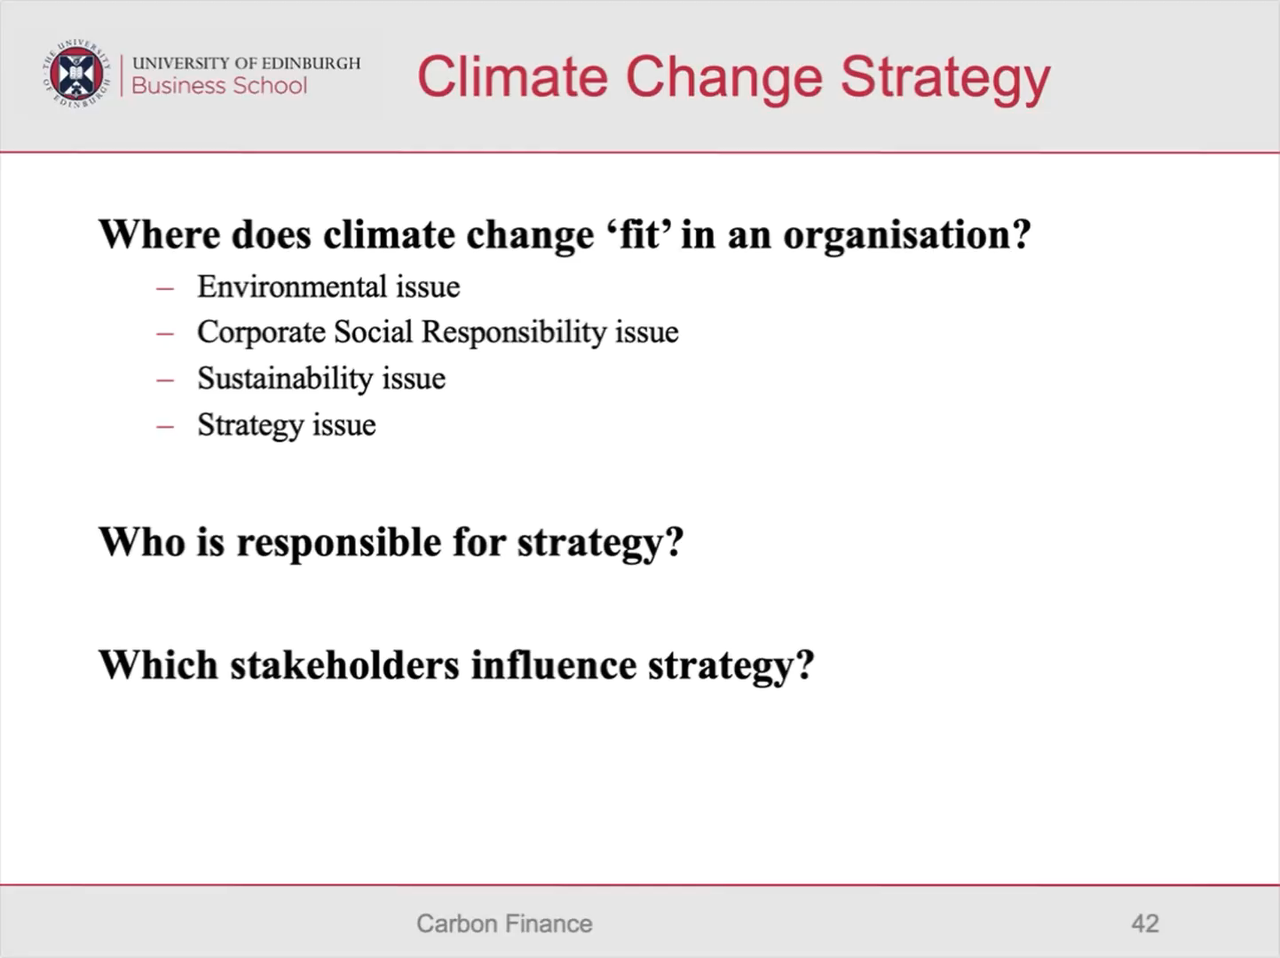 THE UNIVERSITY OF EDINBURGH
UNIVERSITY OF EDINBURGH
Business School
Climate Change Strategy
Where does climate change ‘fit’ in an organisation?
– Environmental issue
– Corporate Social Responsibility issue
– Sustainability issue
– Strategy issue
Who is responsible for strategy?
Which stakeholders influence strategy?
Carbon Finance
42